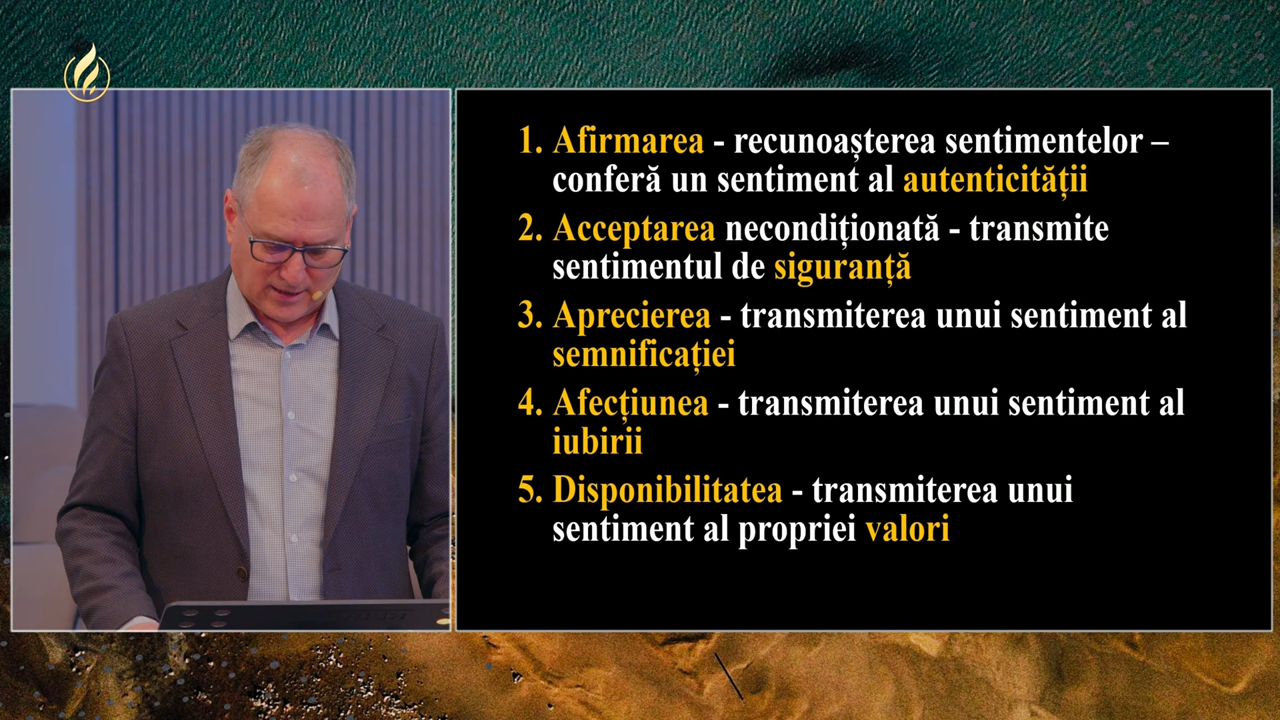 1. Afirmarea - recunoașterea sentimentelor –
conferă un sentiment al autenticității
2. Acceptarea necondiționată - transmite
sentimentul de siguranță
3. Aprecierea - transmiterea unui sentiment al
semnificației
4. Afecțiunea - transmiterea unui sentiment al
iubirii
5. Disponibilitatea - transmiterea unui
sentiment al propriei valori